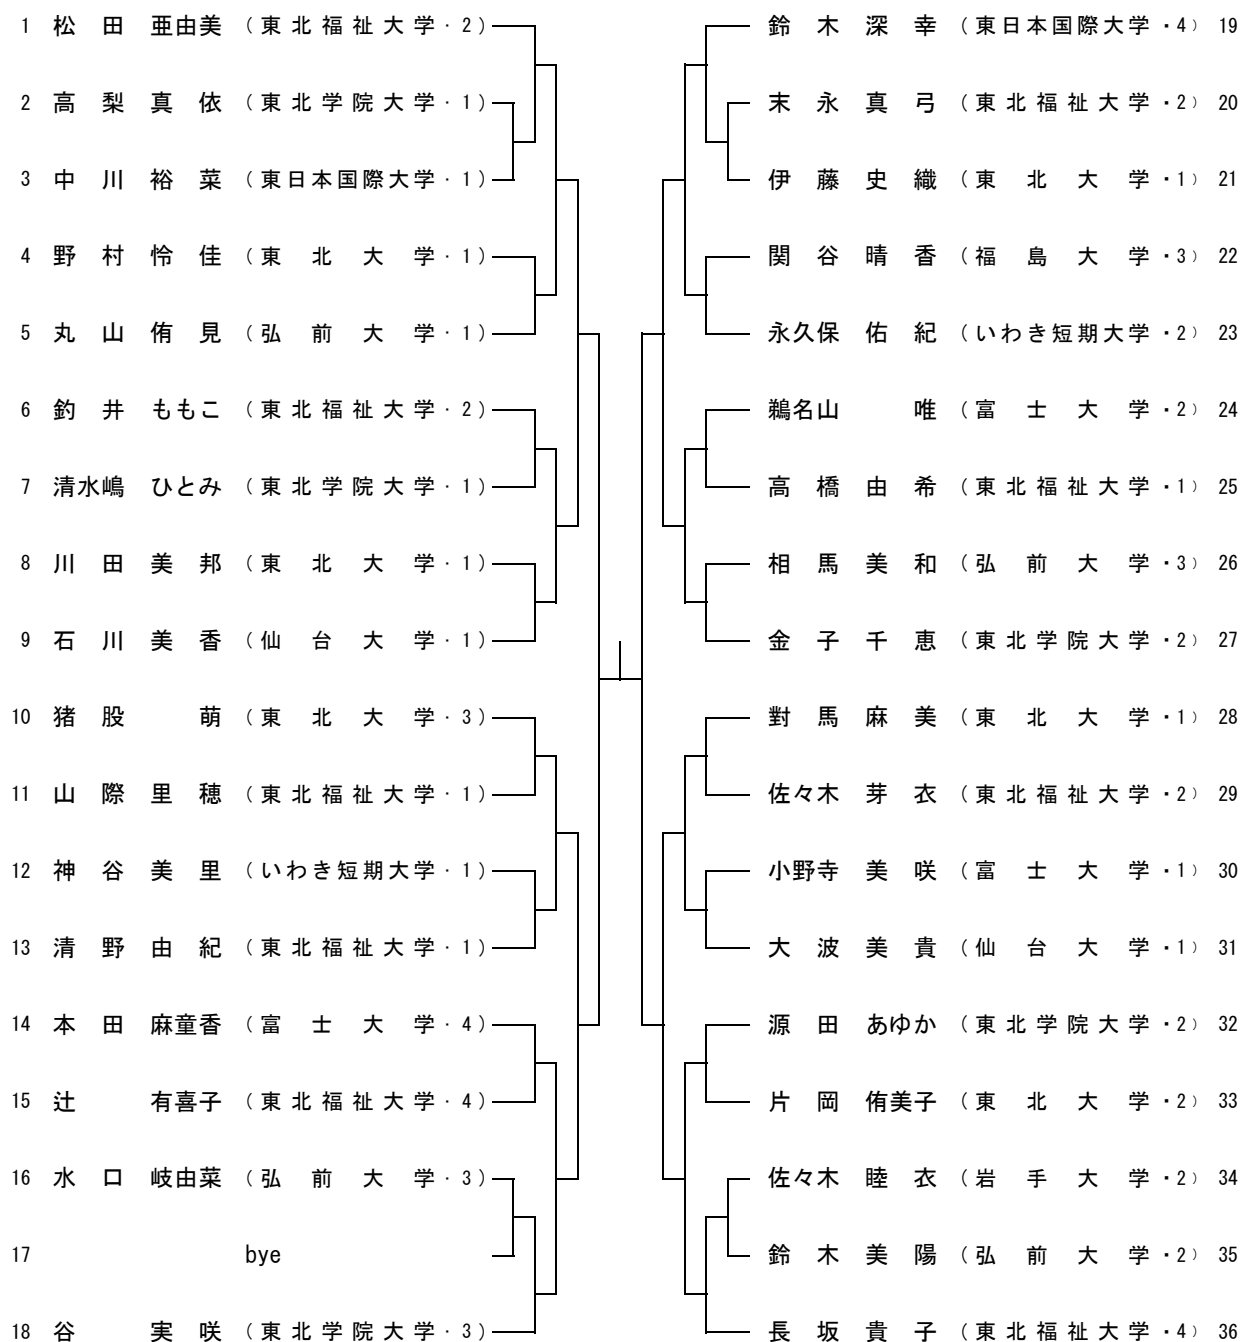 1 松 田 亜由美 (東北福祉大学・2)
2 高 梨 真 依 (東北学院大学・1)
3 中 川 裕 菜 (東日本国際大学・1)
4 野 村 怜 佳 (東北大学・1)
5 丸 山 侑 見 (弘前大学・1)
6 釣 井 ももこ (東北福祉大学・2)
7 清水嶋 ひとみ (東北学院大学・1)
8 川 田 美 邦 (東北大学・1)
9 石 川 美 香 (仙台大学・1)
10 猪 股 萌 (東北大学・3)
11 山 際 里 穂 (東北福祉大学・1)
12 神 谷 美 里 (いわき短期大学・1)
13 清 野 由 紀 (東北福祉大学・1)
14 本 田 麻童香 (富士大学・4)
15 辻 有喜子 (東北福祉大学・4)
16 水 口 岐由菜 (弘前大学・3)
17 bye
18 谷 実 咲 (東北学院大学・3)
鈴 木 深 幸 (東日本国際大学・4) 19
末 永 真 弓 (東北福祉大学・2) 20
伊 藤 史 織 (東北大学・1) 21
関 谷 晴 香 (福島大学・3) 22
永久保 佑 紀 (いわき短期大学・2) 23
鵜名山 唯 (富士大学・2) 24
高 橋 由 希 (東北福祉大学・1) 25
相 馬 美 和 (弘前大学・3) 26
金 子 千 恵 (東北学院大学・2) 27
對 馬 麻 美 (東北大学・1) 28
佐々木 芽 衣 (東北福祉大学・2) 29
小野寺 美 咲 (富士大学・1) 30
大 波 美 貴 (仙台大学・1) 31
源 田 あゆか (東北学院大学・2) 32
片 岡 侑美子 (東北大学・2) 33
佐々木 睦 衣 (岩手大学・2) 34
鈴 木 美 陽 (弘前大学・2) 35
長 坂 貴 子 (東北福祉大学・4) 36